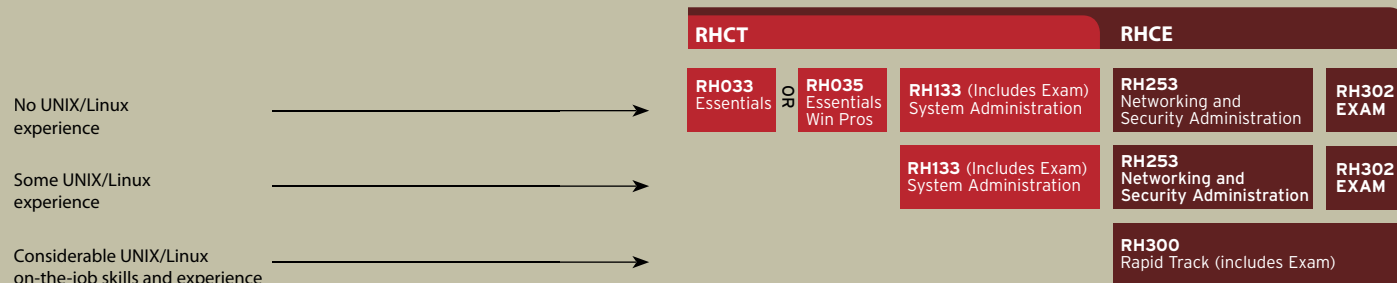 RHCT
RHCE
No UNIX/Linux
experience
RH033
Essentials
OR
RH035
Essentials
Win Pros
RH133 (Includes Exam)
System Administration
RH253
Networking and
Security Administration
RH302
EXAM
Some UNIX/Linux
experience
RH133 (Includes Exam)
System Administration
RH253
Networking and
Security Administration
RH302
EXAM
Considerable UNIX/Linux
on-the-job skills and experience
RH300
Rapid Track (includes Exam)